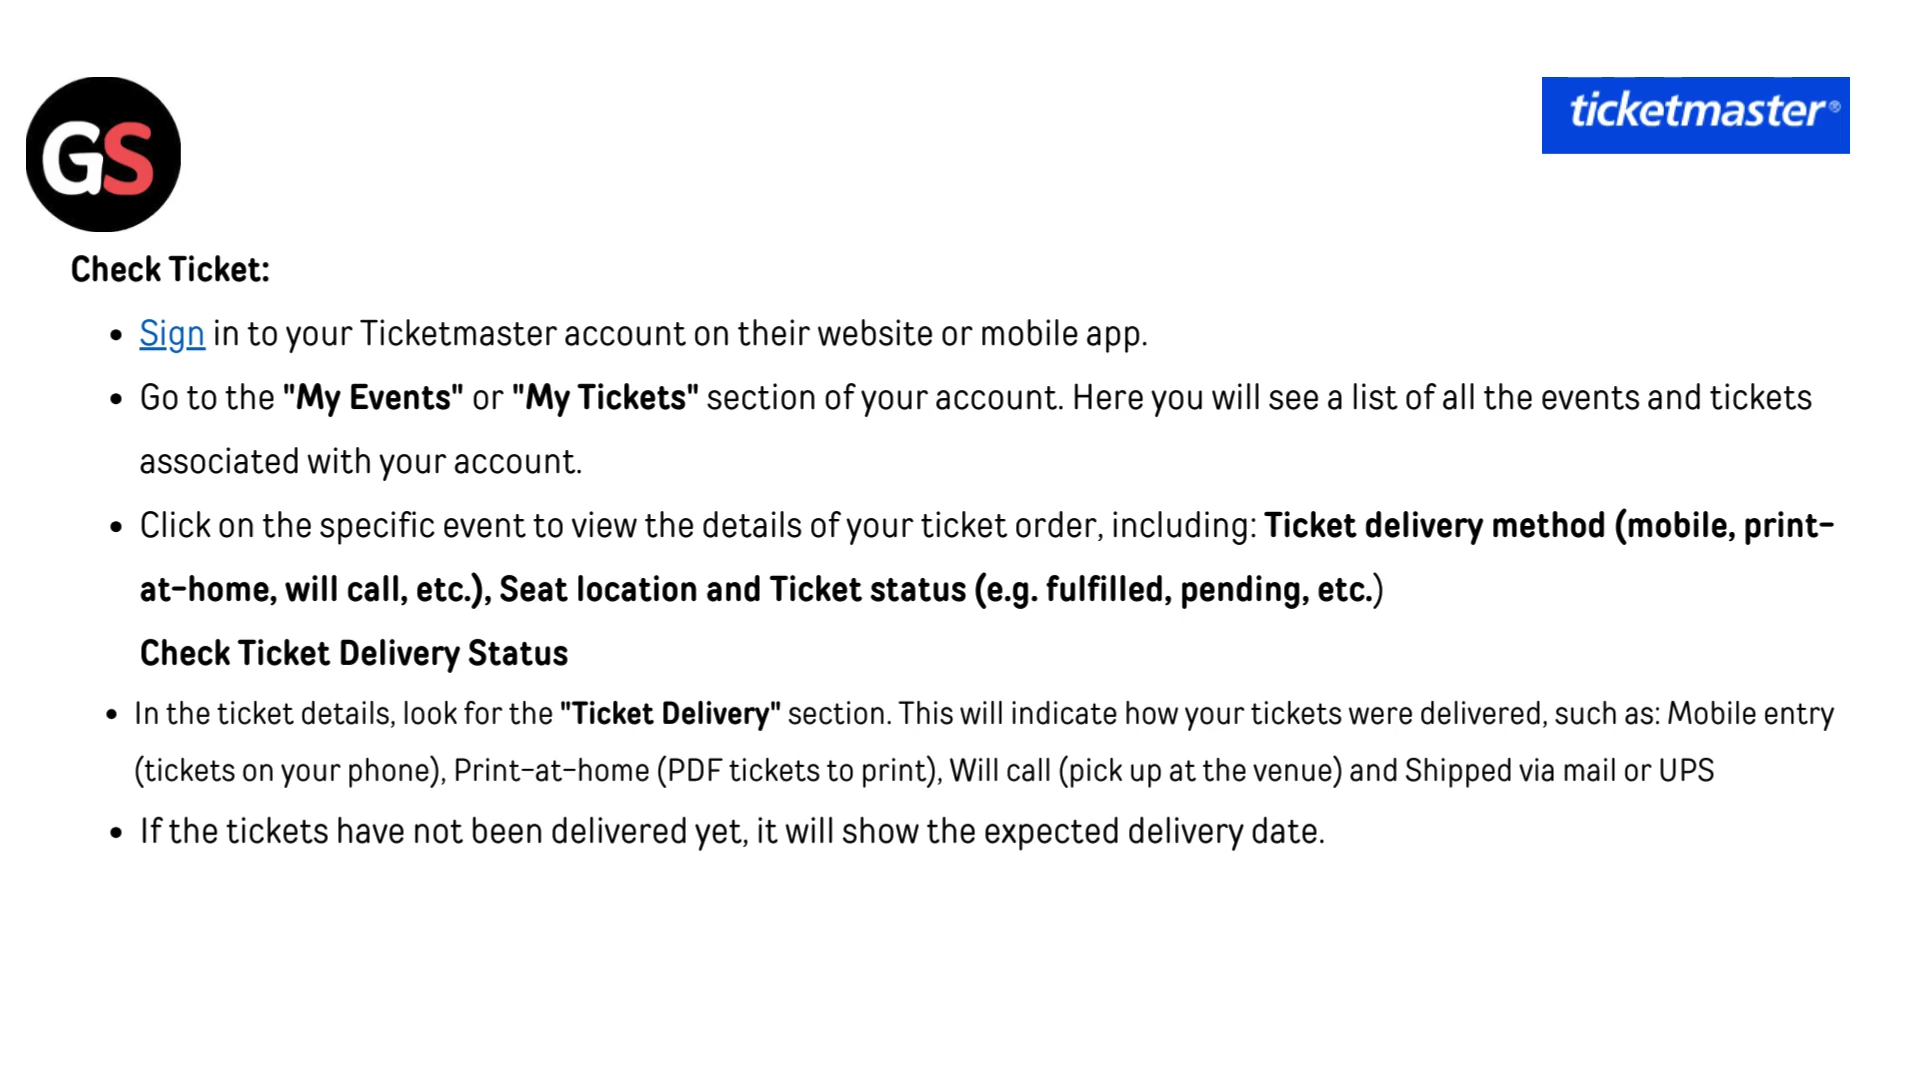 GS
ticketmaster®
Check Ticket:
• Sign in to your Ticketmaster account on their website or mobile app.
• Go to the "My Events" or "My Tickets" section of your account. Here you will see a list of all the events and tickets
associated with your account.
• Click on the specific event to view the details of your ticket order, including: Ticket delivery method (mobile, print-
at-home, will call, etc.), Seat location and Ticket status (e.g. fulfilled, pending, etc.)
Check Ticket Delivery Status
• In the ticket details, look for the "Ticket Delivery" section. This will indicate how your tickets were delivered, such as: Mobile entry
(tickets on your phone), Print-at-home (PDF tickets to print), Will call (pick up at the venue) and Shipped via mail or UPS
• If the tickets have not been delivered yet, it will show the expected delivery date.